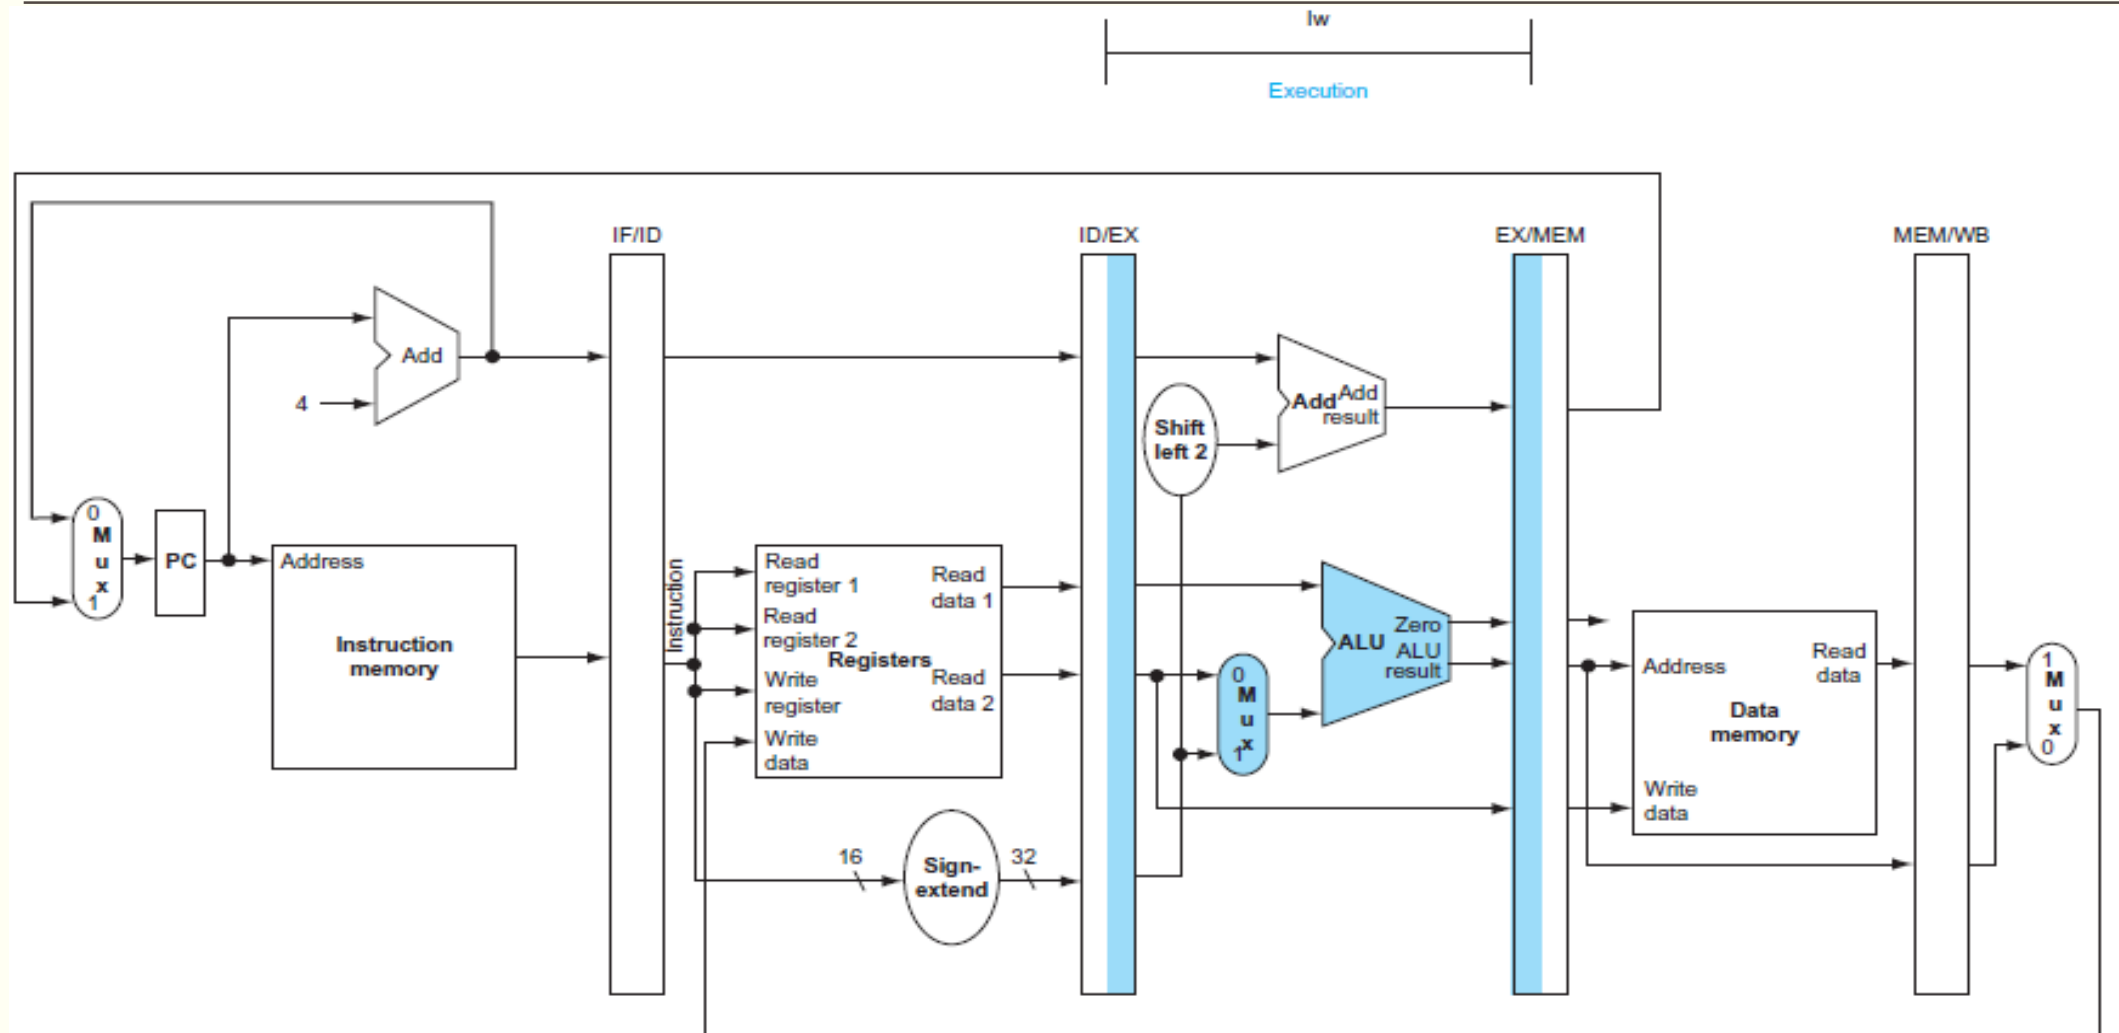 lw
Execution
IF/ID
ID/EX
EX/MEM
MEM/WB
Add
4
Add Add
result
Shift
left 2
0
M
u
x
1
PC
Address
Instruction
memory
Instruction
Read
register 1
Read
register 2
Registers
Write
register
Write
data
Read
data 1
Read
data 2
0
M
u
x
1
ALU
Zero
ALU
result
Address
Read
data
Data
memory
Write
data
1
M
u
x
0
16
Sign-
extend
32